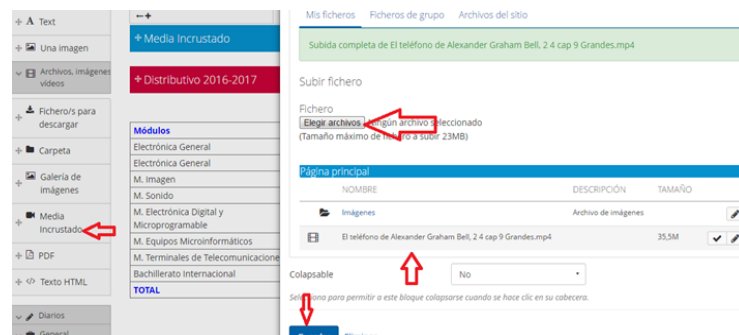 Text
Una imagen
Archivos, imágenes
vídeos
Fichero/s para
descargar
Carpeta
Galería de
imágenes
Media
Incrustado
PDF
Texto HTML
Diarios
General
Media Incrustado
Distributivo 2016-2017
Módulos
Electrónica General
Electrónica General
M. Imagen
M. Sonido
M. Electrónica Digital y
Microprogramable
M. Equipos Microinformáticos
M. Terminales de Telecomunicacione
Bachillerato Internacional
TOTAL
Mis ficheros Ficheros de grupo Archivos del sitio
Subida completa de El teléfono de Alexander Graham Bell, 2 4 cap 9 Grandes.mp4
Subir fichero
Fichero
Elegir archivos Ningún archivo seleccionado
(Tamaño máximo de fichero a subir 23MB)
Página principal
NOMBRE DESCRIPCIÓN TAMAÑO
Imágenes Archivo de imágenes
El teléfono de Alexander Graham Bell, 2 4 cap 9 Grandes.mp4 35,5M
Colapsable No
Selecciona para permitir a este bloque colapsarse cuando se hace clic en su cabecera.